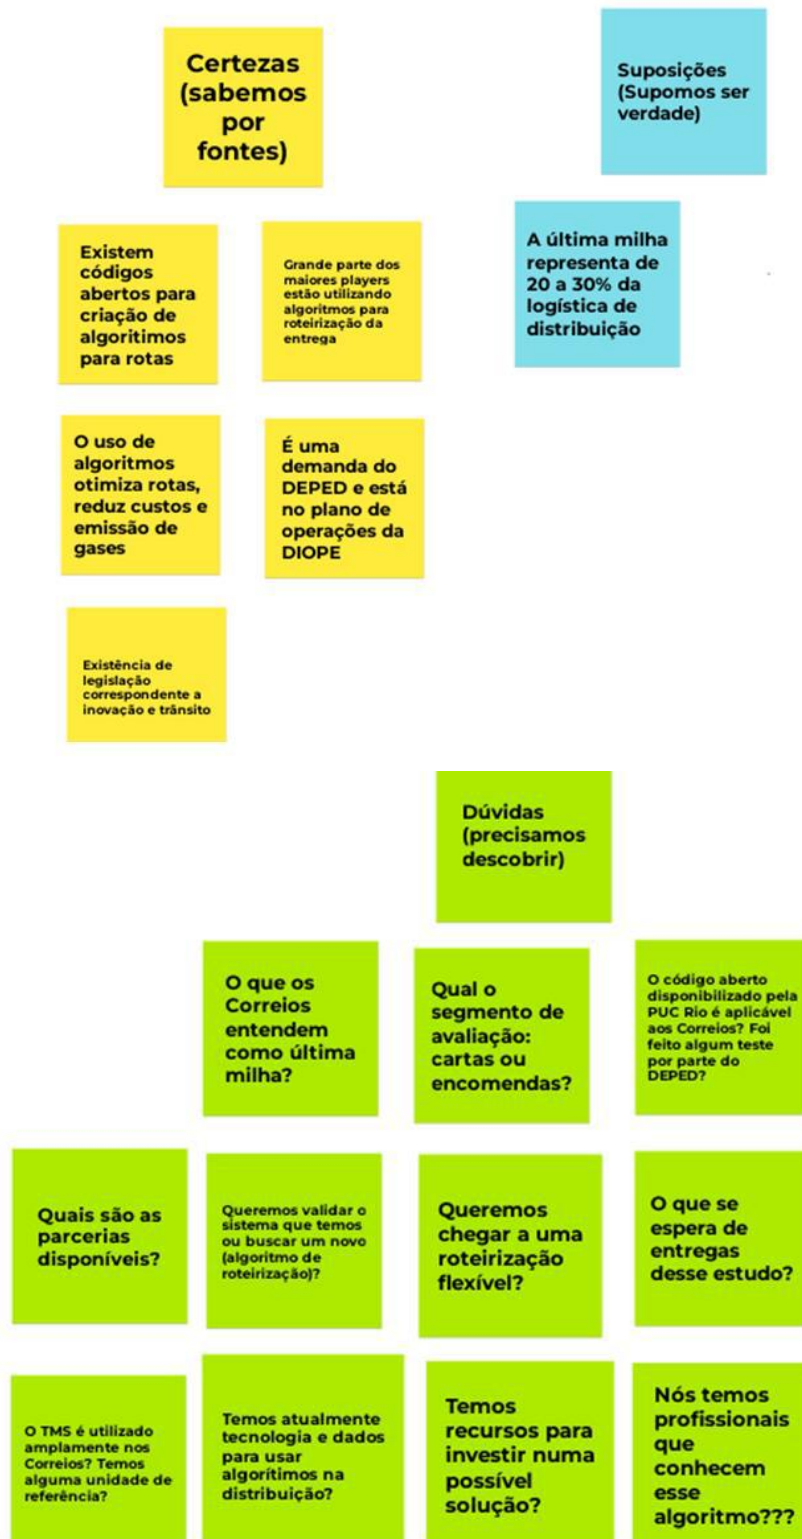 Certezas
(sabemos
por
fontes)
Suposições
(Supomos ser
verdade)
Existem
códigos
abertos para
criação de
algoritimos
para rotas
Grande parte dos
maiores players
estão utilizando
algoritmos para
roteirização da
entrega
A última milha
representa de
20 a 30% da
logística de
distribuição
O uso de
algoritmos
otimiza rotas,
reduz custos e
emissão de
gases
É uma
demanda do
DEPED e está
no plano de
operações da
DIOPE
Existência de
legislação
correspondente a
inovação e trânsito
Dúvidas
(precisamos
descobrir)
O que os
Correios
entendem
como última
milha?
Qual o
segmento de
avaliação:
cartas ou
encomendas?
O código aberto
disponibilizado pela
PUC Rio é aplicável
aos Correios? Foi
feito algum teste
por parte do
DEPED?
Quais são as
parcerias
disponíveis?
Queremos validar o
sistema que temos
ou buscar um novo
(algoritmo de
roteirização)?
Queremos
chegar a uma
roteirização
flexível?
O que se
espera de
entregas
desse estudo?
O TMS é utilizado
amplamente nos
Correios? Temos
alguma unidade de
referência?
Temos atualmente
tecnologia e dados
para usar
algorítimos na
distribuição?
Temos
recursos para
investir numa
possível
solução?
Nós temos
profissionais
que
conhecem
esse
algoritmo???